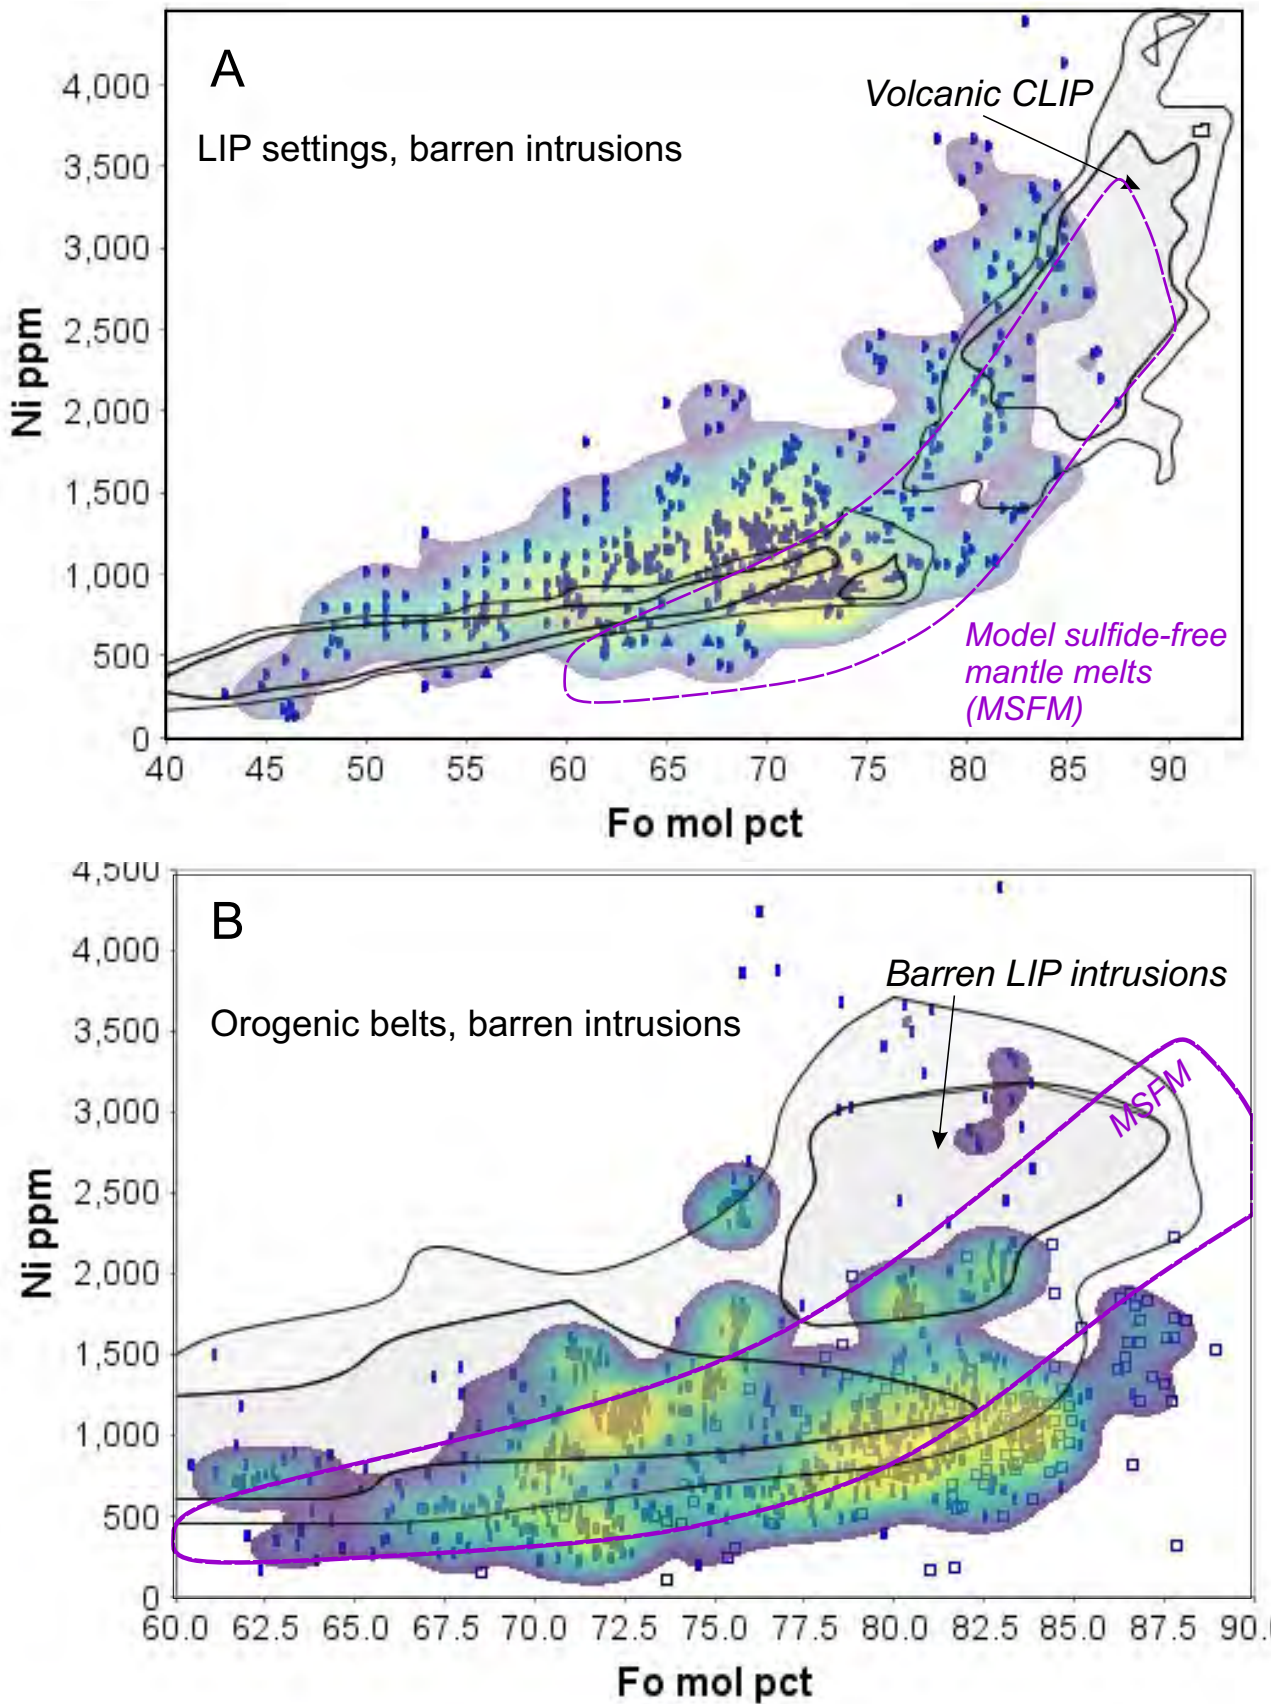 A
LIP settings, barren intrusions
Volcanic CLIP
4,000
3,500
3,000
2,500
2,000
1,500
1,000
500
0
Ni ppm
Model sulfide-free
mantle melts
(MSFM)
40 45 50 55 60 65 70 75 80 85 90
Fo mol pct
4,500
4,000
3,500
3,000
2,500
2,000
1,500
1,000
500
0
Ni ppm
B
Orogenic belts, barren intrusions
Barren LIP intrusions
MSFM
60.0 62.5 65.0 67.5 70.0 72.5 75.0 77.5 80.0 82.5 85.0 87.5 90.
Fo mol pct